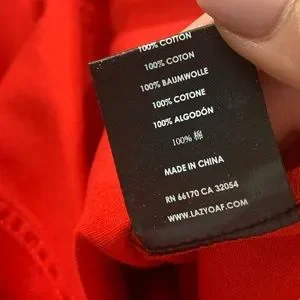 100% COTTON
100% COTON
100% BAUMWOLLE
100% COTONE
100% ALGODÓN
100% 棉
MADE IN CHINA
RN 66170 CA 32054
WWW.LAZYOAF.COM